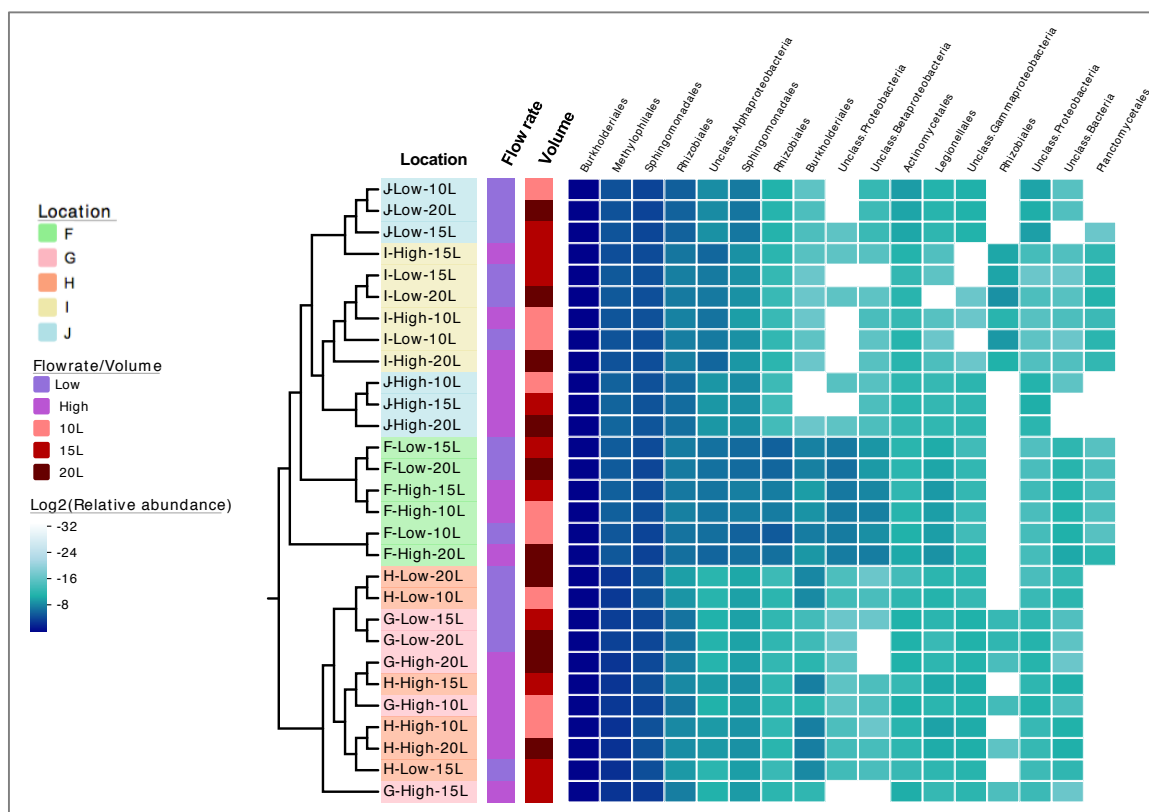 Burkholderiales
Methylophilales
Sphingomonadales
Rhizobiales
Unclass.Alphaproteobacteria
Sphingomonadales
Rhizobiales
Burkholderiales
Unclass.Proteobacteria
Unclass.Betaproteobacteria
Actinomycetales
Legionellales
Unclass.Gammaproteobacteria
Rhizobiales
Unclass.Proteobacteria
Unclass.Bacteria
Planctomycetales
Flow rate
Volume
Location
J-Low-10L
J-Low-20L
J-Low-15L
I-High-15L
I-Low-15L
I-Low-20L
I-High-10L
I-Low-10L
I-High-20L
J-High-10L
J-High-15L
J-High-20L
F-Low-15L
F-Low-20L
F-High-15L
F-High-10L
F-Low-10L
F-High-20L
H-Low-20L
H-Low-10L
G-Low-15L
G-Low-20L
G-High-20L
H-High-15L
G-High-10L
H-High-10L
H-High-20L
H-Low-15L
G-High-15L
Location
F
G
H
I
J
Flowrate/Volume
Low
High
10L
15L
20L
Log2(Relative abundance)
-32
-24
-16
-8